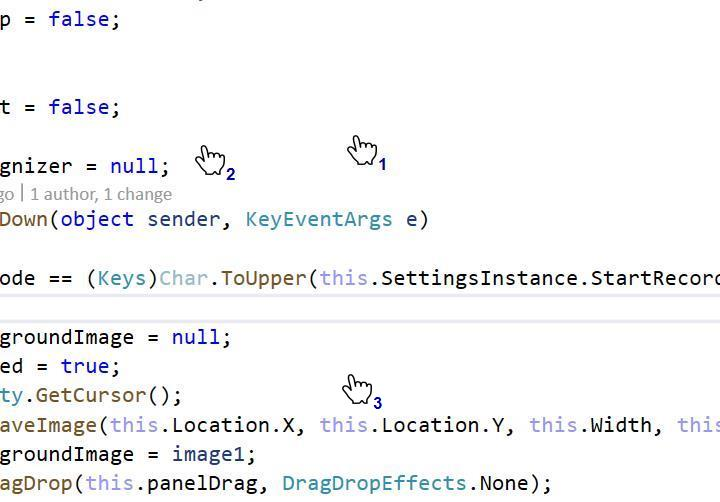 p = false;
t = false;
1
gnizer = null;
2
go | 1 author, 1 change
Down(object sender, KeyEventArgs e)
ode == (Keys)Char.ToUpper(this.SettingsInstance.StartRecord
groundImage = null;
ed = true;
ty.GetCursor();
3
aveImage(this.Location.X, this.Location.Y, this.Width, this
groundImage = image1;
agDrop(this.panelDrag, DragDropEffects.None);